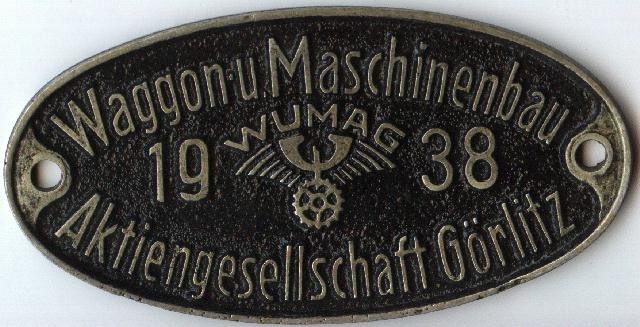 Waggon- u. Maschinenbau
WUMAG
19 38
Aktiengesellschaft Görlitz